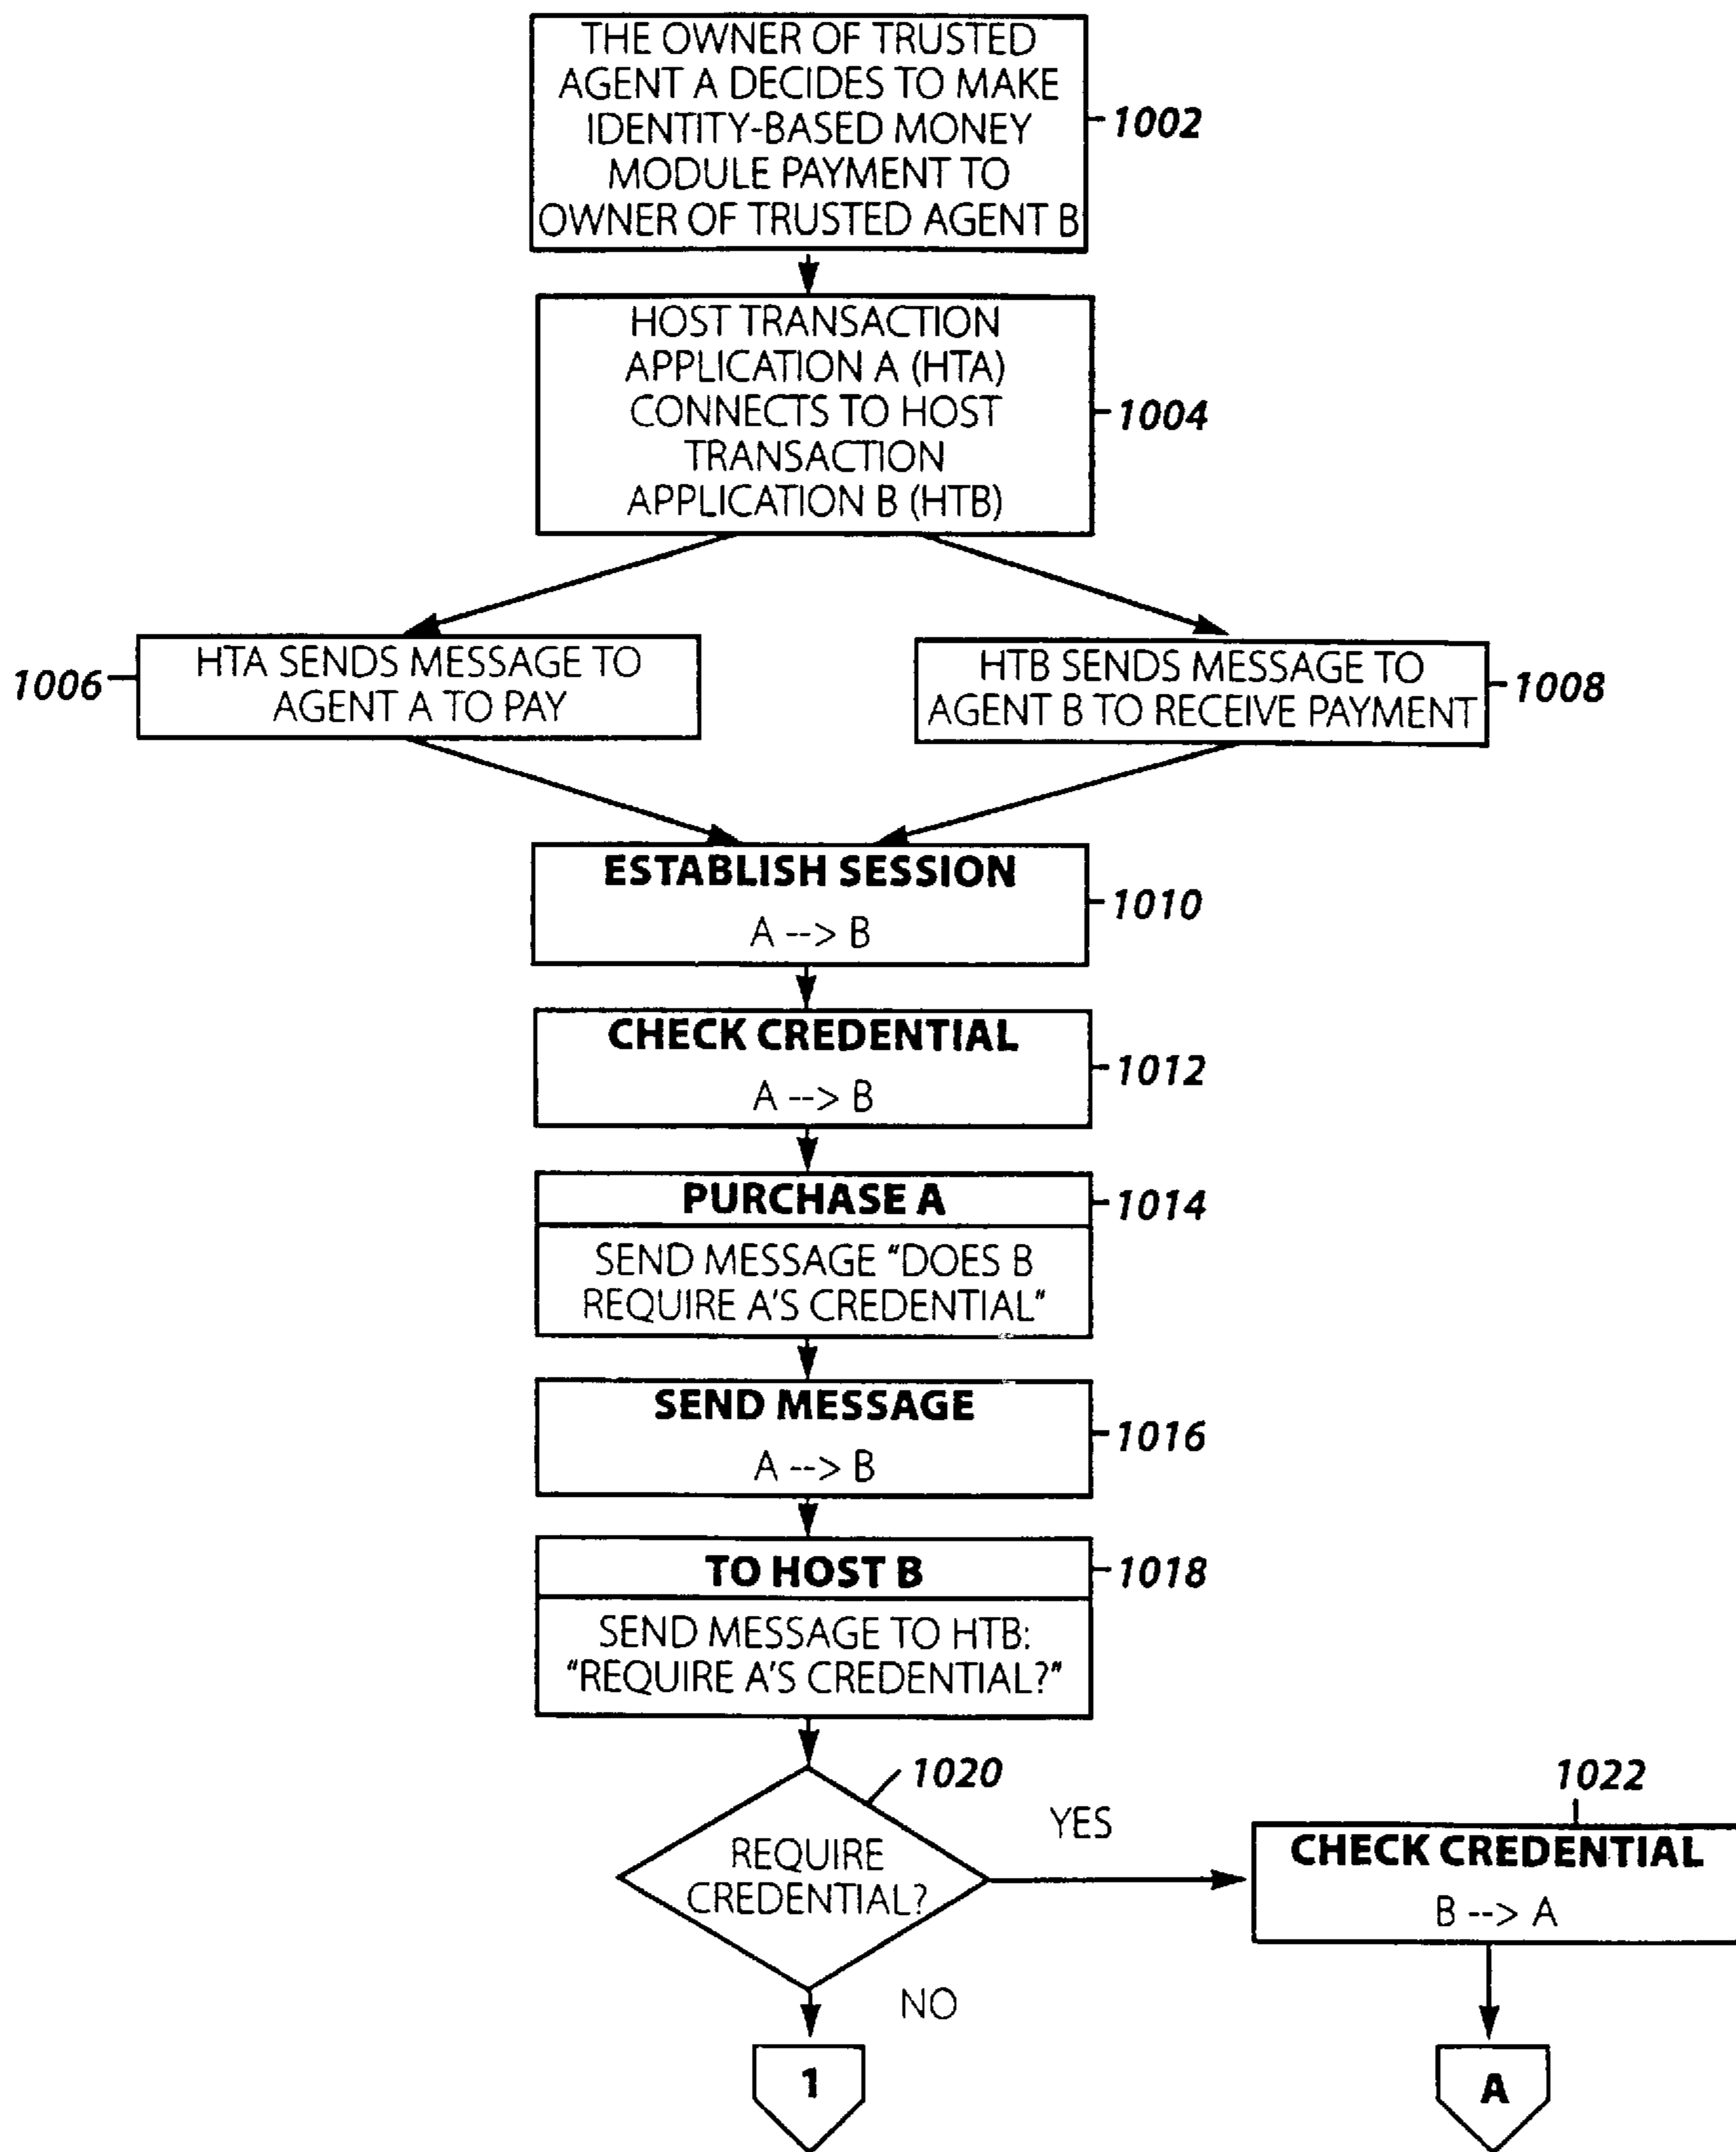 THE OWNER OF TRUSTED
AGENT A DECIDES TO MAKE
IDENTITY-BASED MONEY
MODULE PAYMENT TO
OWNER OF TRUSTED AGENT B
1002
HOST TRANSACTION
APPLICATION A (HTA)
CONNECTS TO HOST
TRANSACTION
APPLICATION B (HTB)
1004
1006
HTA SENDS MESSAGE TO
AGENT A TO PAY
HTB SENDS MESSAGE TO
AGENT B TO RECEIVE PAYMENT
1008
ESTABLISH SESSION
A --> B
1010
CHECK CREDENTIAL
A --> B
1012
PURCHASE A
1014
SEND MESSAGE "DOES B
REQUIRE A'S CREDENTIAL"
SEND MESSAGE
A --> B
1016
TO HOST B
1018
SEND MESSAGE TO HTB:
"REQUIRE A'S CREDENTIAL?"
1020
REQUIRE
CREDENTIAL?
YES
1022
CHECK CREDENTIAL
B --> A
NO
1
A